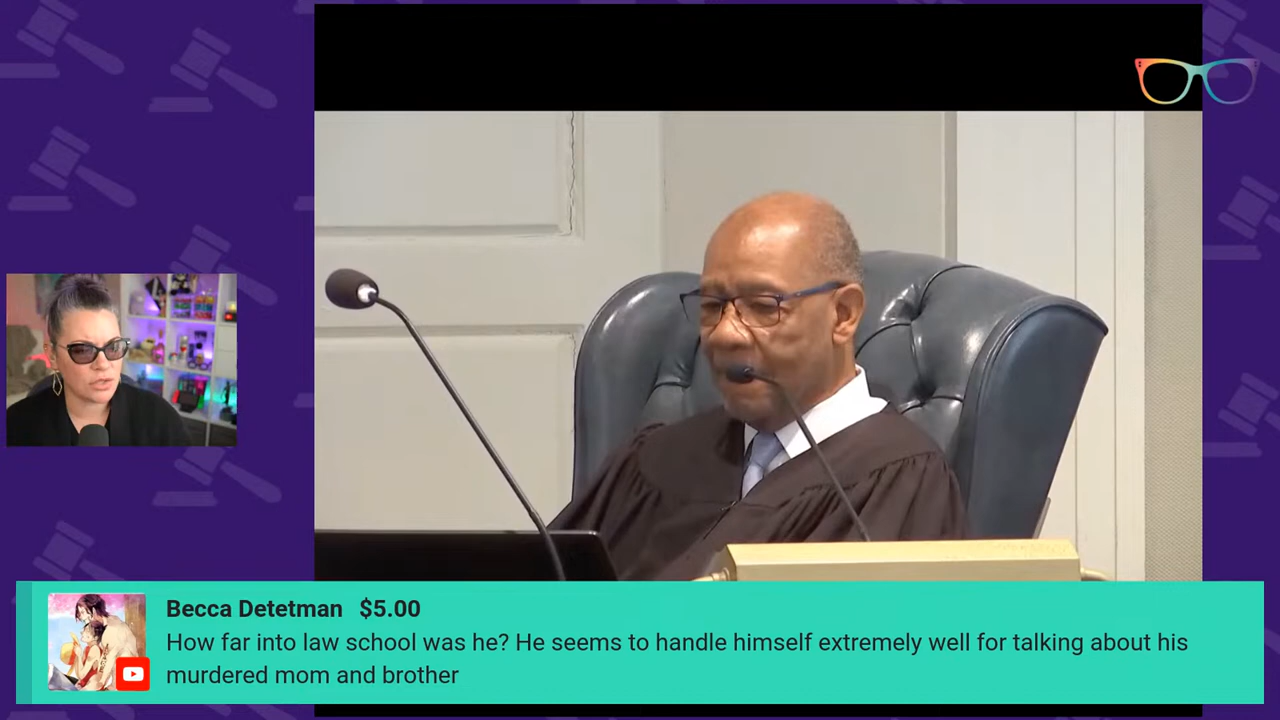 Becca Detetman $5.00
How far into law school was he? He seems to handle himself extremely well for talking about his
murdered mom and brother